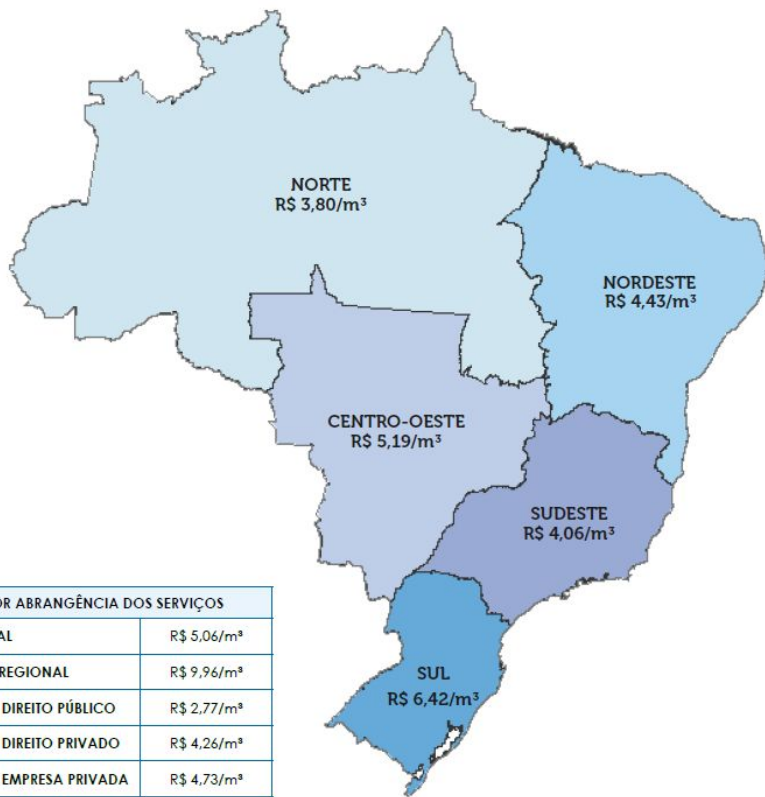 NORTE
R$ 3,80/m³
NORDESTE
R$ 4,43/m³
CENTRO-OESTE
R$ 5,19/m³
SUDESTE
R$ 4,06/m³
SUL
R$ 6,42/m³
ABRANGÊNCIA DOS SERVIÇOS
R$ 5,06/m³
REGIONAL R$ 9,96/m³
DIREITO PÚBLICO R$ 2,77/m³
DIREITO PRIVADO R$ 4,26/m³
EMPRESA PRIVADA R$ 4,73/m³